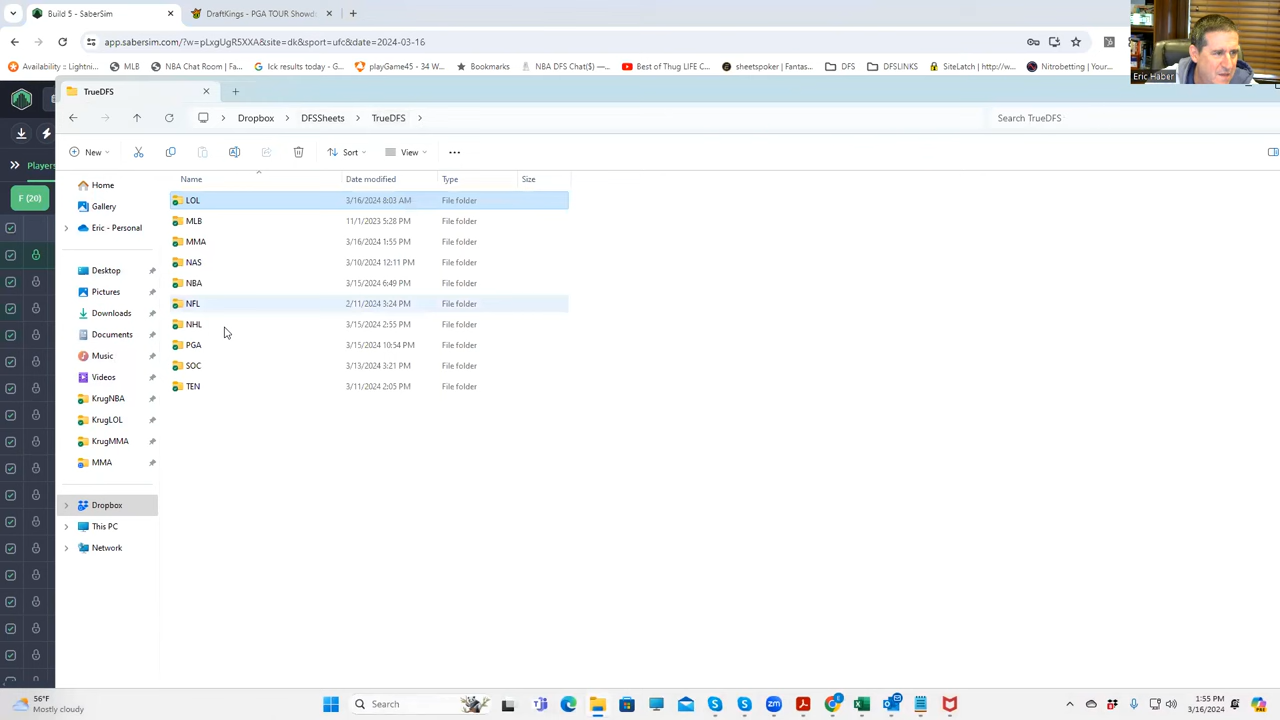 Build 5 - SaberSim
DraftKings - PGA TOUR Showd
app.sabersim.com/?w=pLxgUgR5XXA&site=dk&sport=ufc&date=2024-03-1
Availability :: Lightni...
MLB
NBA Chat Room | Fa...
Ick results today - G...
playGame45 - 34 W...
Bookmarks
NBA DFS Chat($) –...
Best of Thug LIFE C...
sheetspoker | Fantas...
DFS
DFSLINKS
SiteLatch | http://w...
Nitrobetting | Your...
Eric Haber
TrueDFS
Dropbox
DFSSheets
TrueDFS
Search TrueDFS
New
Sort
View
Players
F (20)
Name
Date modified
Type
Size
LOL 3/16/2024 8:03 AM File folder
MLB 11/1/2023 5:28 PM File folder
MMA 3/16/2024 1:55 PM File folder
NAS 3/10/2024 12:11 PM File folder
NBA 3/15/2024 6:49 PM File folder
NFL 2/11/2024 3:24 PM File folder
NHL 3/15/2024 2:55 PM File folder
PGA 3/15/2024 10:54 PM File folder
SOC 3/13/2024 3:21 PM File folder
TEN 3/11/2024 2:05 PM File folder
Home
Gallery
Eric - Personal
Desktop
Pictures
Downloads
Documents
Music
Videos
KrugNBA
KrugLOL
KrugMMA
MMA
Dropbox
This PC
Network
56°F
Mostly cloudy
Search
1:55 PM
3/16/2024